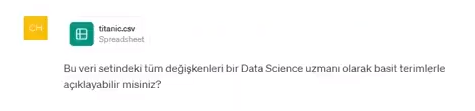 CH
titanic.csv
Spreadsheet
Bu veri setindeki tüm değişkenleri bir Data Science uzmanı olarak basit terimlerle
açıklayabilir misiniz?